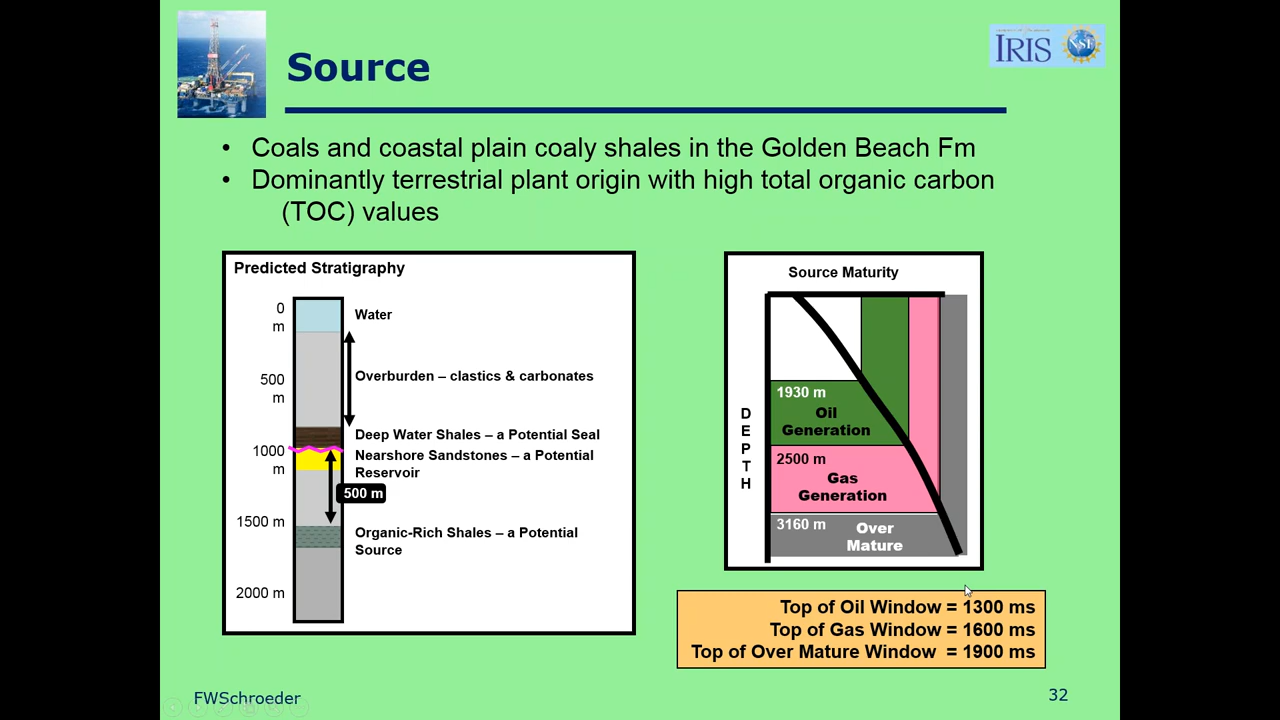 Source
IRIS
NSF
• Coals and coastal plain coaly shales in the Golden Beach Fm
• Dominantly terrestrial plant origin with high total organic carbon
(TOC) values
Predicted Stratigraphy
0
m
Water
500
m
Overburden – clastics & carbonates
Deep Water Shales – a Potential Seal
1000
m
Nearshore Sandstones – a Potential
Reservoir
500 m
1500 m
Organic-Rich Shales – a Potential
Source
2000 m
Source Maturity
D
E
P
T
H
1930 m
Oil
Generation
2500 m
Gas
Generation
3160 m
Over
Mature
Top of Oil Window = 1300 ms
Top of Gas Window = 1600 ms
Top of Over Mature Window = 1900 ms
FWSchroeder
32